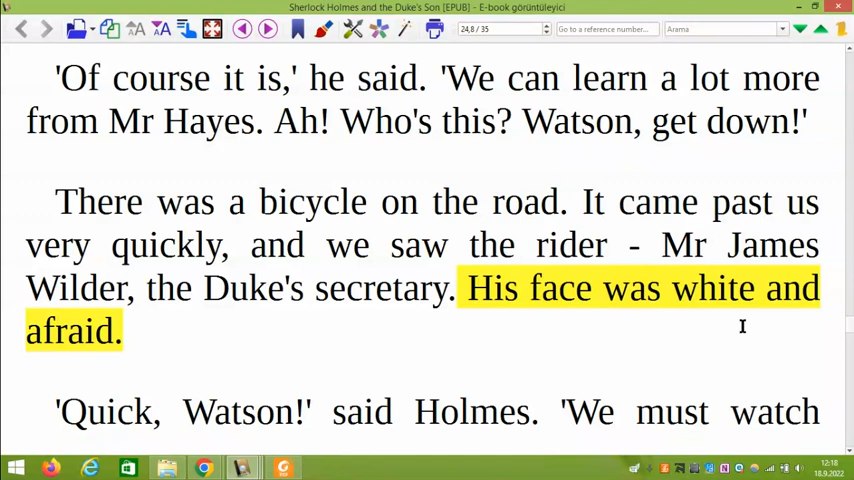 Sherlock Holmes and the Duke's Son [EPUB] - E-book görüntüleyici
24,8 / 35
Go to a reference number...
Arama
'Of course it is,' he said. 'We can learn a lot more
from Mr Hayes. Ah! Who's this? Watson, get down!'
There was a bicycle on the road. It came past us
very quickly, and we saw the rider - Mr James
Wilder, the Duke's secretary. His face was white and
afraid.
'Quick, Watson!' said Holmes. 'We must watch
12:18
18.9.2022